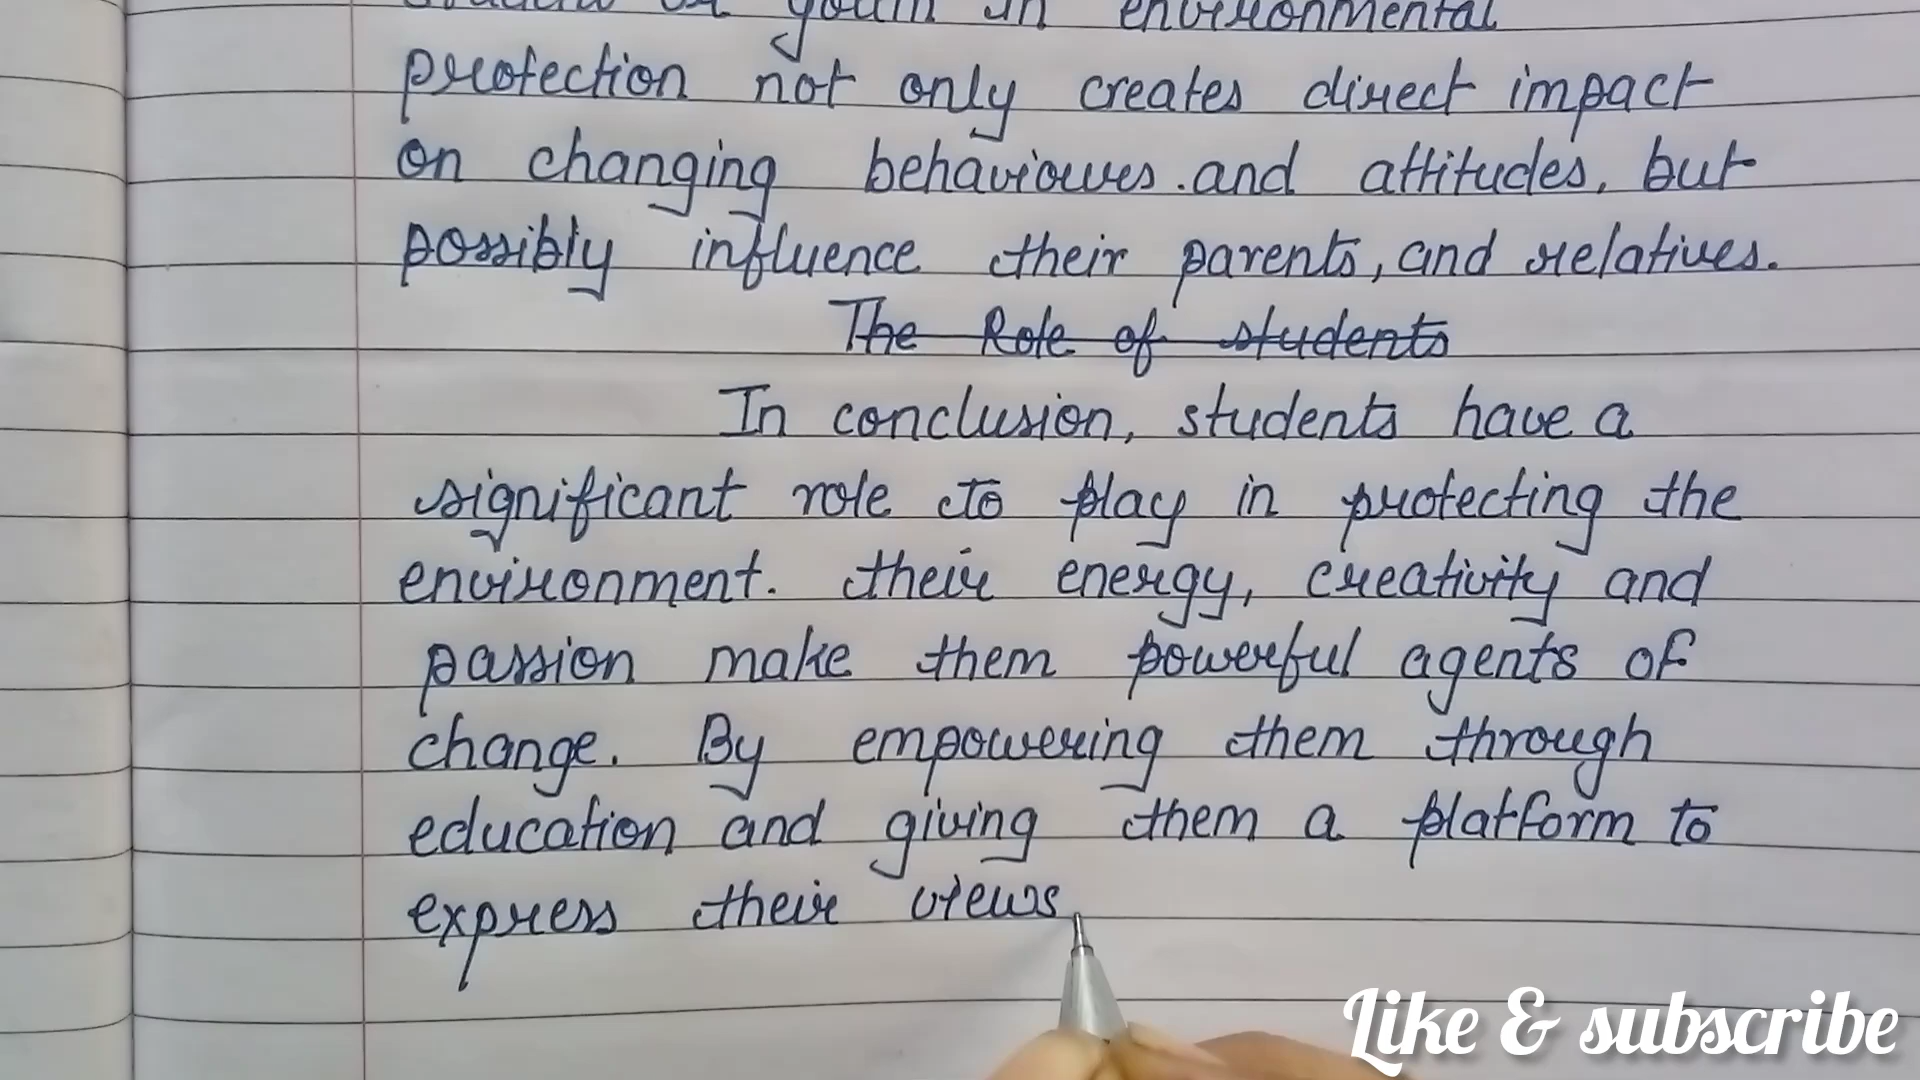 in environmental
protection not only creates direct impact
on changing behaviours. and attitudes, but
possibly influence their parents, and relatives.
The Role of students
In conclusion, students have a
significant role to play in protecting the
environment. their energy, creativity and
passion make them powerful agents of
change. By empowering them through
education and giving them a platform to
express their views,
Like & subscribe